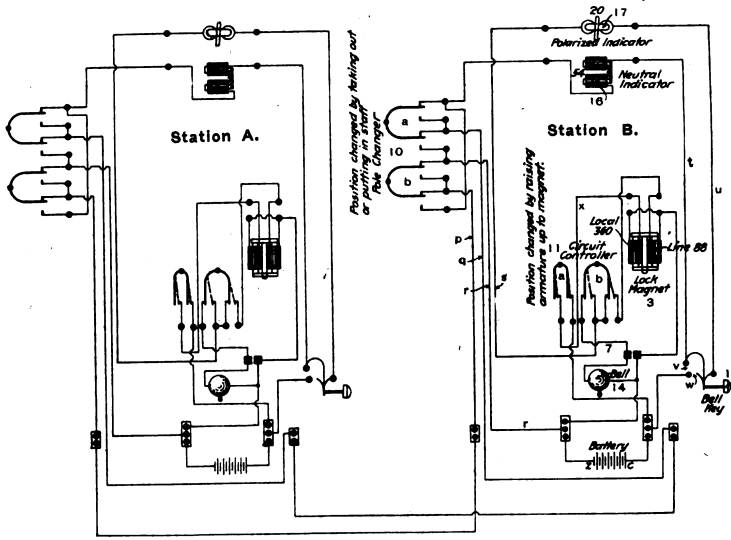 20
17
Polarized Indicator
54
Neutral
Indicator
16
Station A.
Station B.
Position changed by taking out
or putting in staff
Pole Changer
10
a
b
Position changed by raising
armature up to magnet.
t
u
x
p
q
r
s
11
Circuit
Controller
a
b
Local
360
Line 88
Lock
Magnet
3
7
Bell
14
v
w
1
Bell
Key
r
Battery
Z
C